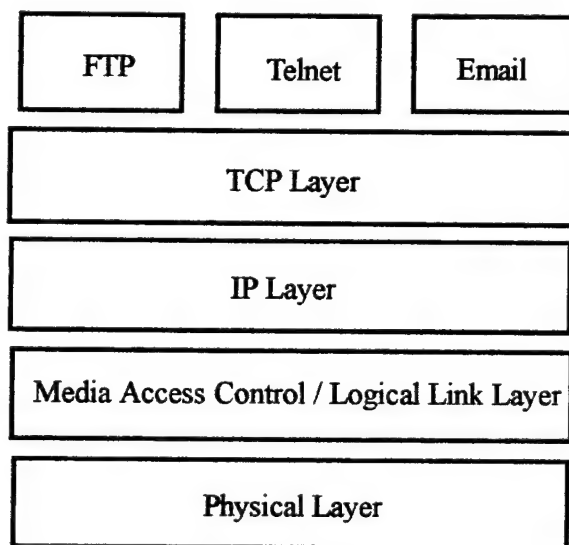 FTP Telnet Email
TCP Layer
IP Layer
Media Access Control / Logical Link Layer
Physical Layer